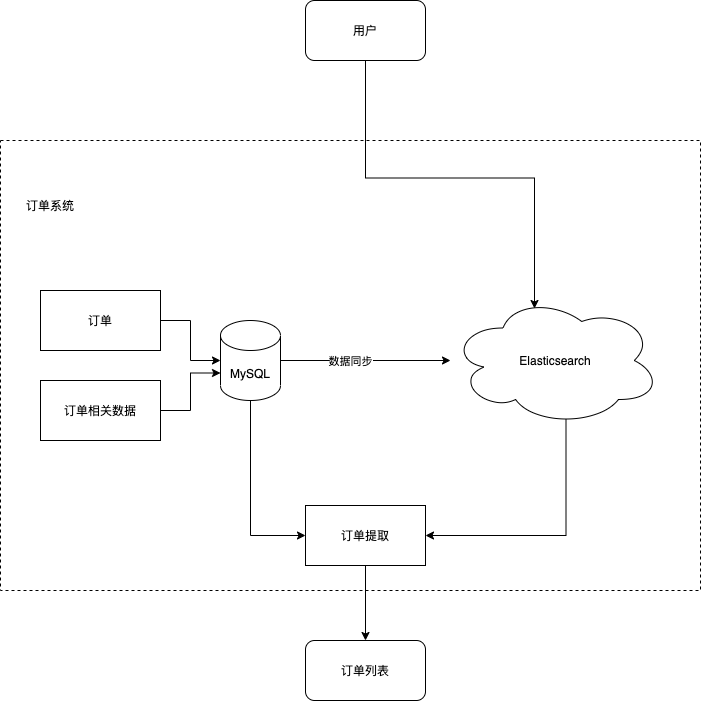 用户
订单系统
订单
订单相关数据
MySQL
数据同步
Elasticsearch
订单提取
订单列表